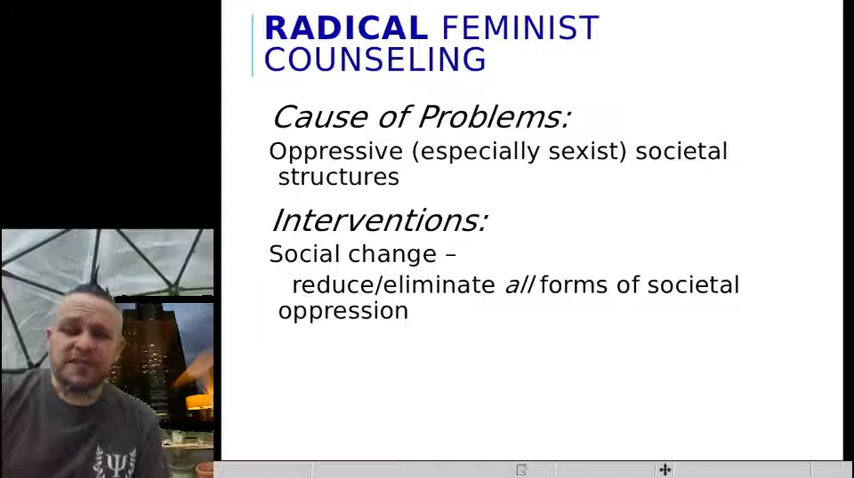 RADICAL FEMINIST
COUNSELING
Cause of Problems:
Oppressive (especially sexist) societal
structures
Interventions:
Social change –
reduce/eliminate all forms of societal
oppression
Ψ